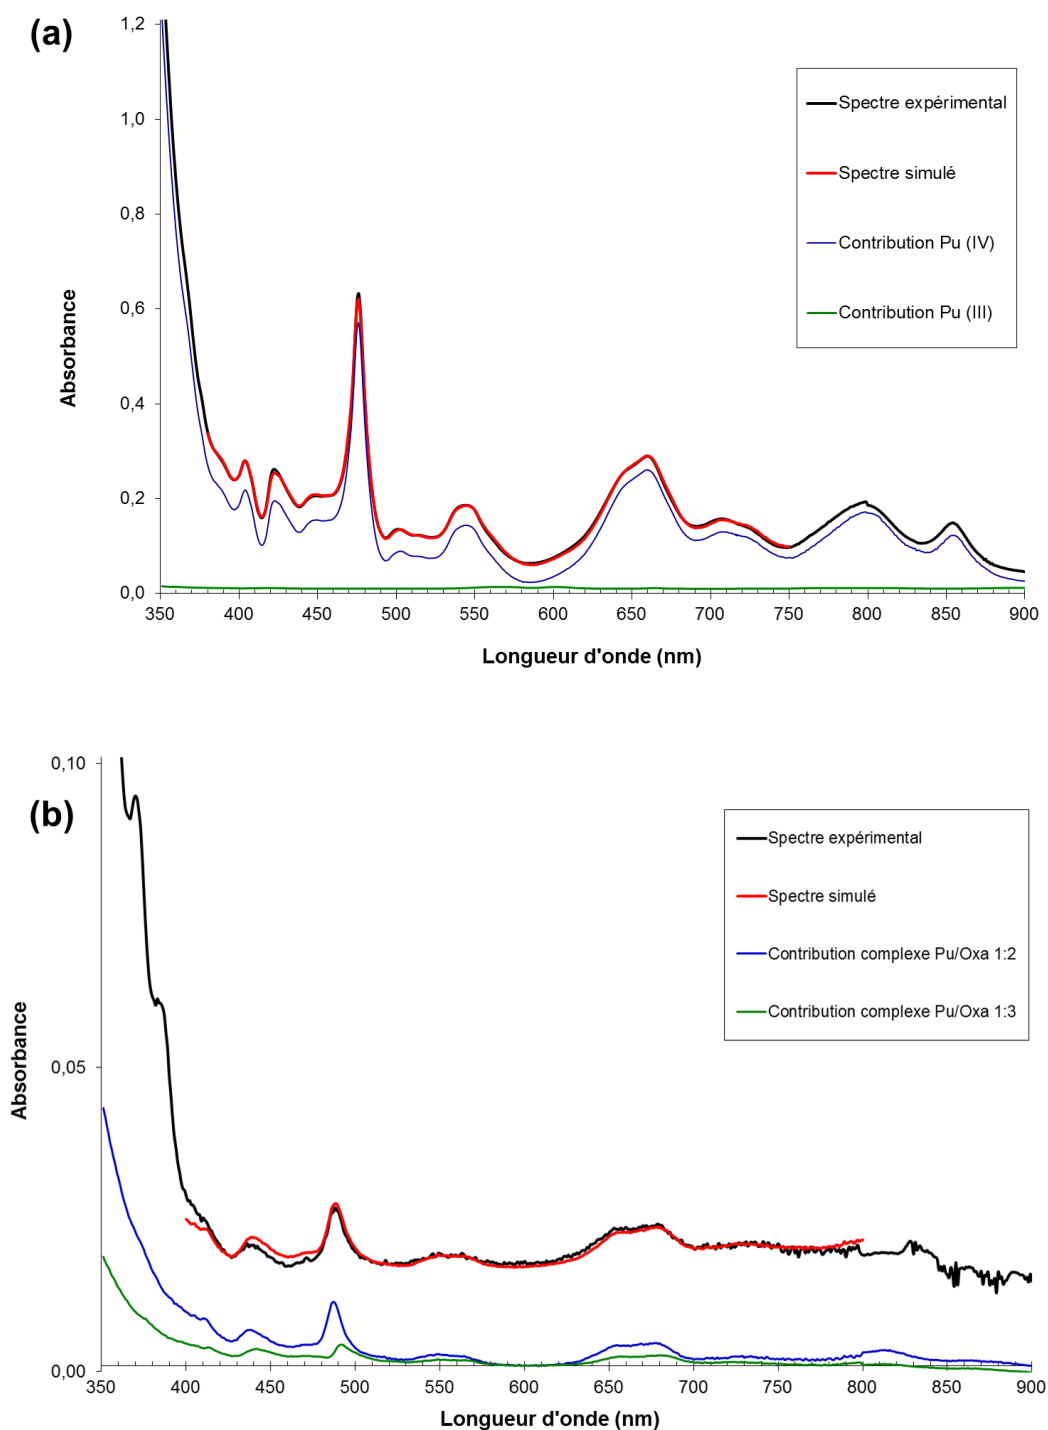 (a)
1,2
1,0
0,8
0,6
0,4
0,2
0,0
Absorbance
350 400 450 500 550 600 650 700 750 800 850 900
Longueur d'onde (nm)
Spectre expérimental
Spectre simulé
Contribution Pu (IV)
Contribution Pu (III)
(b)
0,10
0,05
0,00
Absorbance
350 400 450 500 550 600 650 700 750 800 850 900
Longueur d'onde (nm)
Spectre expérimental
Spectre simulé
Contribution complexe Pu/Oxa 1:2
Contribution complexe Pu/Oxa 1:3